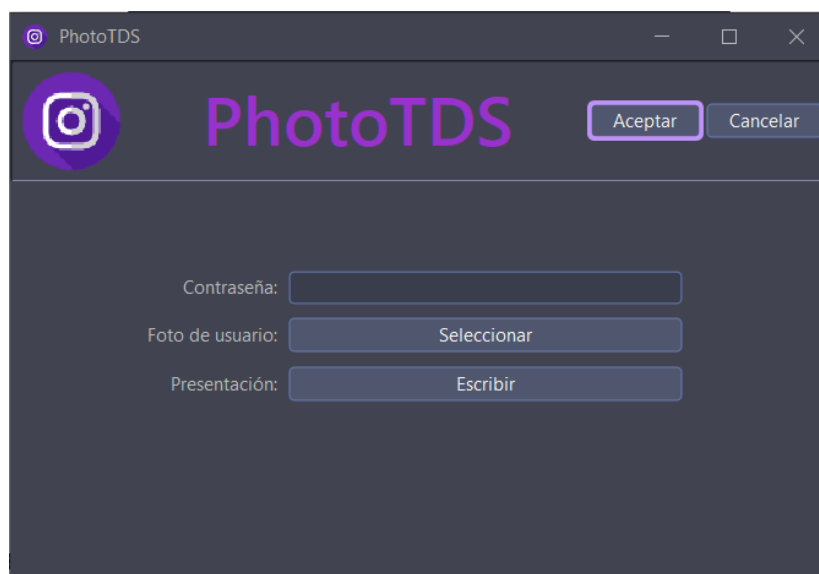 PhotoTDS
PhotoTDS Aceptar Cancelar
Contraseña:
Foto de usuario: Seleccionar
Presentación: Escribir